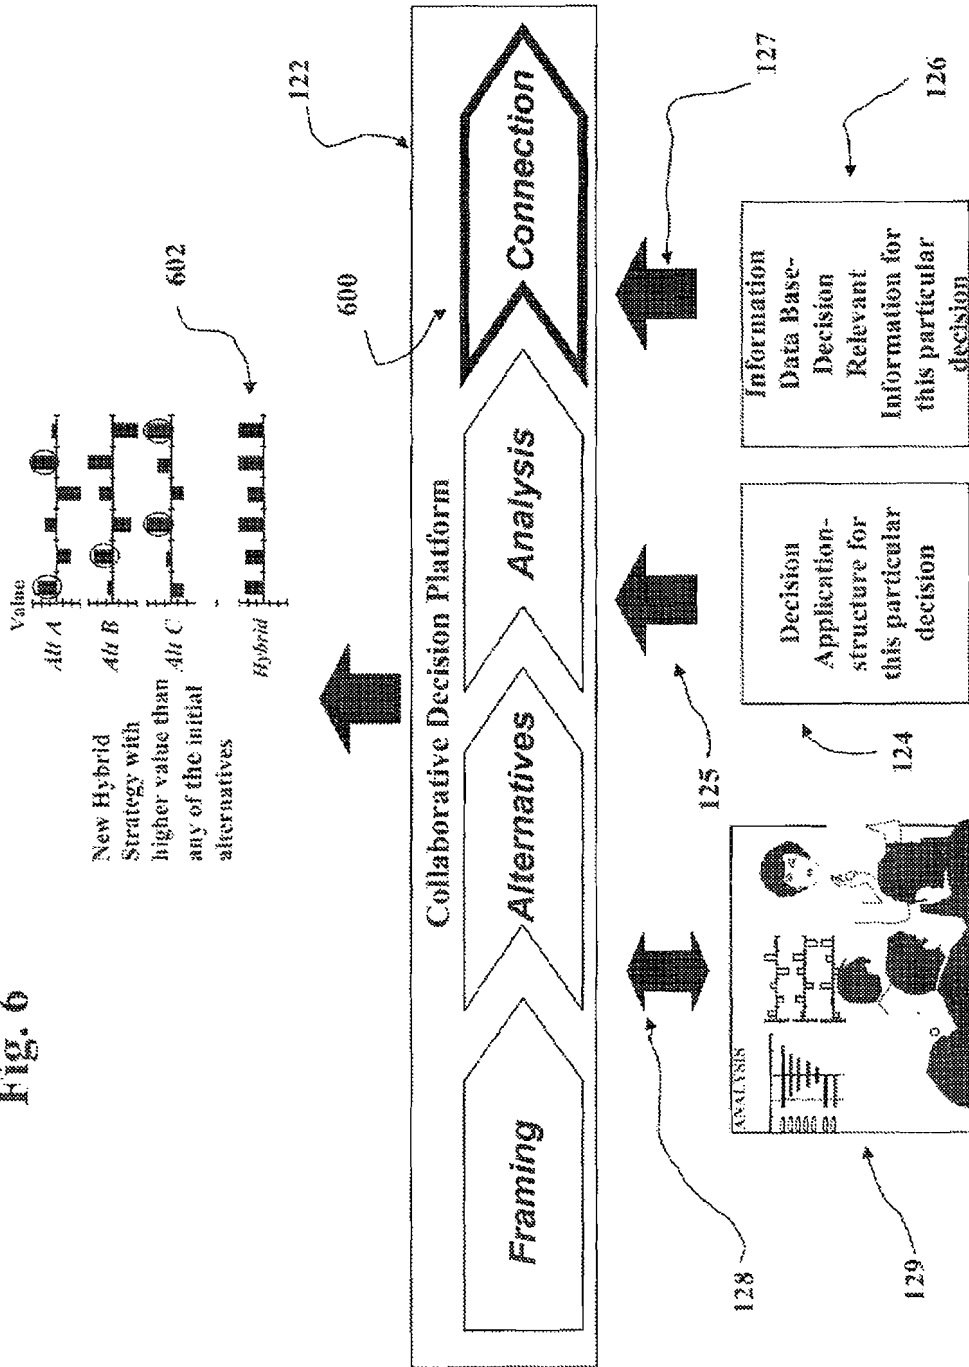 Fig. 6
New Hybrid
Strategy with
higher value than
any of the initial
alternatives
Value
Alt A
Alt B
Alt C
Hybrid
602
600
122
Collaborative Decision Platform
Framing
Alternatives
Analysis
Connection
128
125
127
ANALYSIS
129
124
Decision
Application-
structure for
this particular
decision
126
Information
Data Base-
Decision
Relevant
Information for
this particular
decision